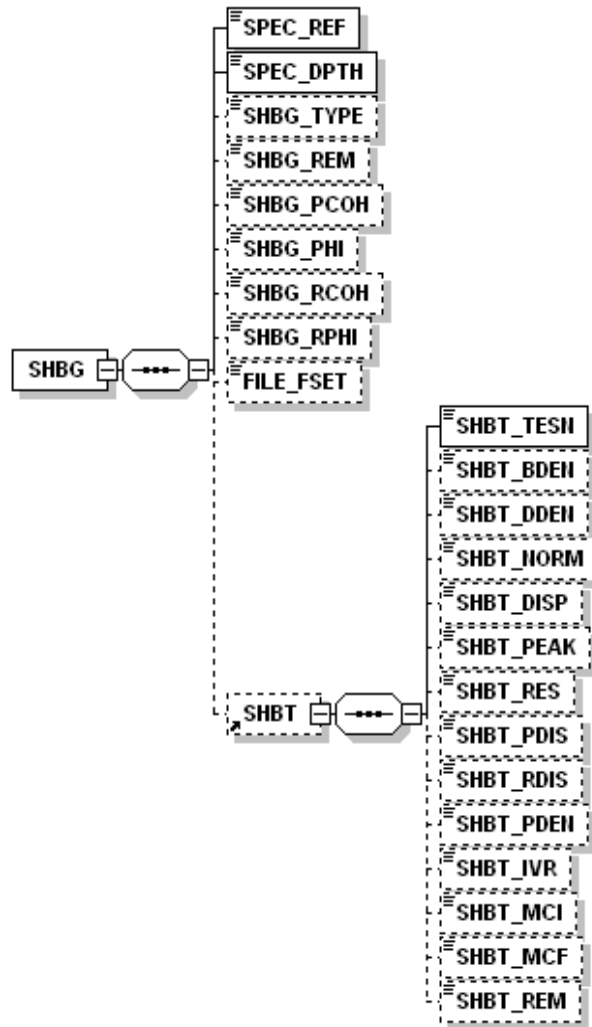 SPEC_REF
SPEC_DPTH
SHBG_TYPE
SHBG_REM
SHBG_PCOH
SHBG_PHI
SHBG_RCOH
SHBG_RPHI
SHBG
FILE_FSET
SHBT_TESN
SHBT_BDEN
SHBT_DDEN
SHBT_NORM
SHBT_DISP
SHBT_PEAK
SHBT_RES
SHBT
SHBT_PDIS
SHBT_RDIS
SHBT_PDEN
SHBT_IVR
SHBT_MCI
SHBT_MCF
SHBT_REM